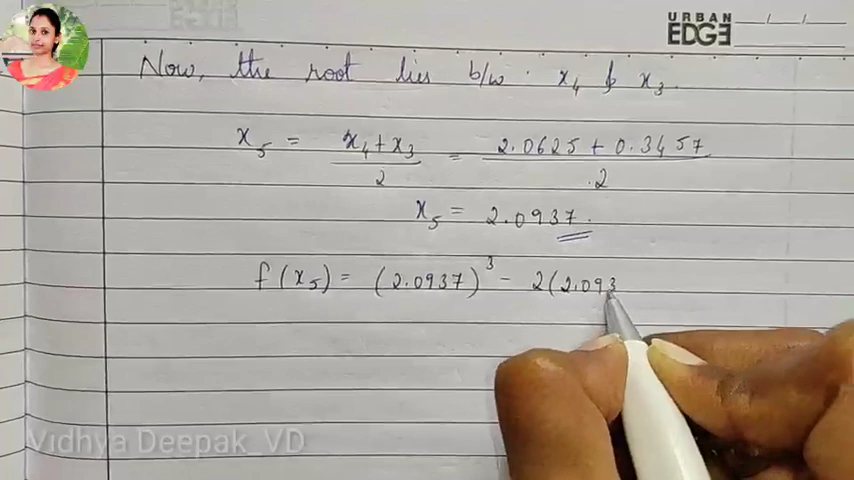 URBAN EDGE
Now, the root lies b/w x₄ & x₃.
x₅ = (x₄+x₃)/2 = (2.0625 + 0.3457)/2
x₅ = 2.0937.
f(x₅) = (2.0937)³ - 2(2.093
Vidhya Deepak_VD